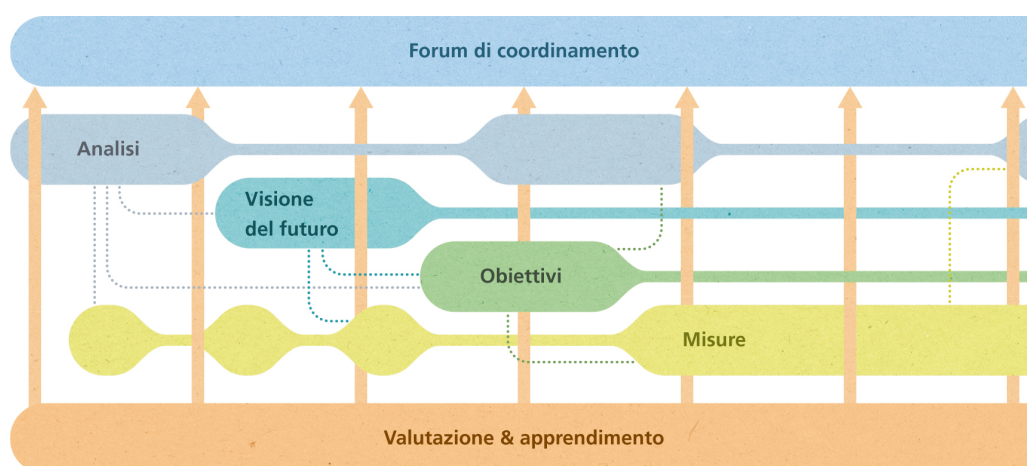 Forum di coordinamento
Analisi
Visione
del futuro
Obiettivi
Misure
Valutazione & apprendimento